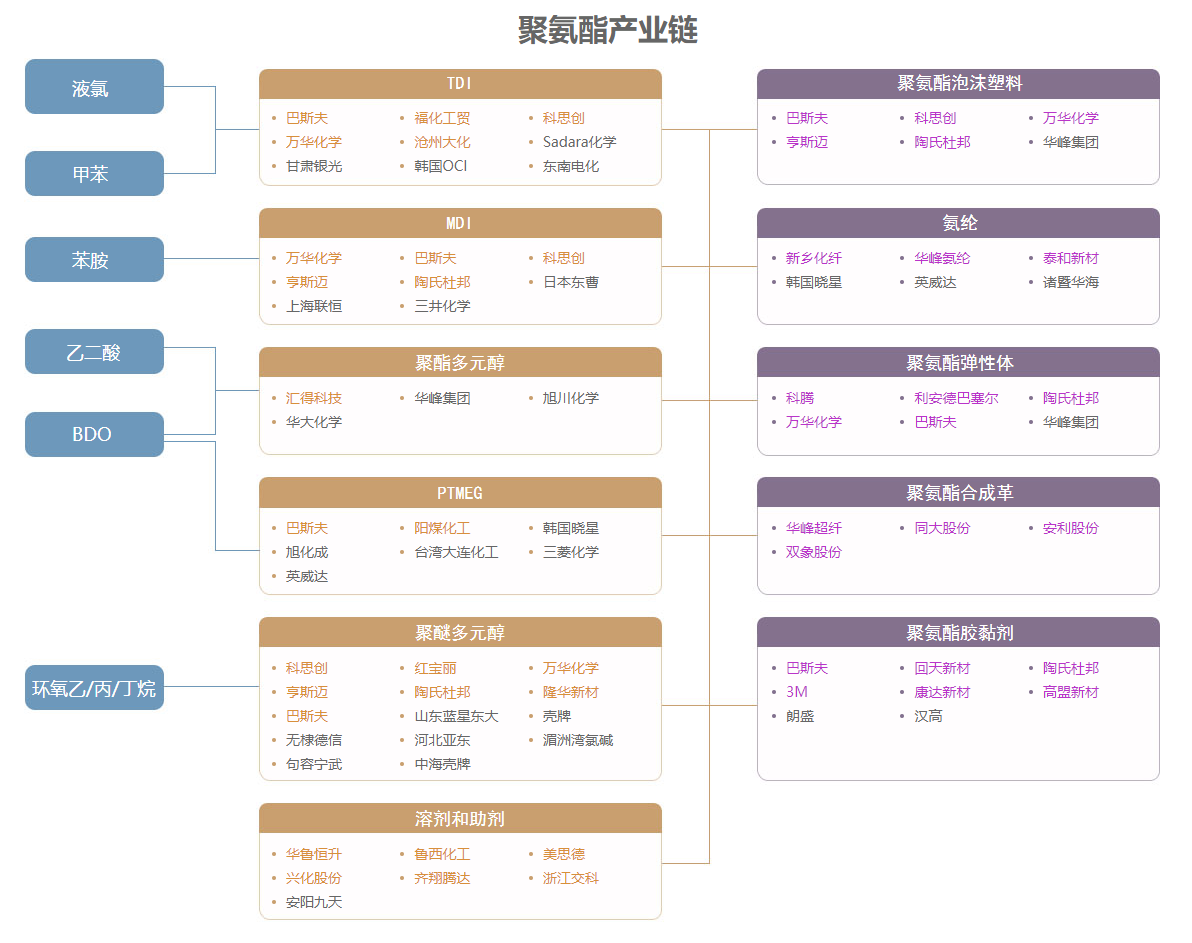 聚氨酯产业链
液氯
甲苯
苯胺
乙二酸
BDO
环氧乙/丙/丁烷
TDI
巴斯夫 福化工贸 科思创
万华化学 沧州大化 Sadara化学
甘肃银光 韩国OCI 东南电化
MDI
万华化学 巴斯夫 科思创
亨斯迈 陶氏杜邦 日本东曹
上海联恒 三井化学
聚酯多元醇
汇得科技 华峰集团 旭川化学
华大化学
PTMEG
巴斯夫 阳煤化工 韩国晓星
旭化成 台湾大连化工 三菱化学
英威达
聚醚多元醇
科思创 红宝丽 万华化学
亨斯迈 陶氏杜邦 隆华新材
巴斯夫 山东蓝星东大 壳牌
无棣德信 河北亚东 湄洲湾氯碱
句容宁武 中海壳牌
溶剂和助剂
华鲁恒升 鲁西化工 美思德
兴化股份 齐翔腾达 浙江交科
安阳九天
聚氨酯泡沫塑料
巴斯夫 科思创 万华化学
亨斯迈 陶氏杜邦 华峰集团
氨纶
新乡化纤 华峰氨纶 泰和新材
韩国晓星 英威达 诸暨华海
聚氨酯弹性体
科腾 利安德巴塞尔 陶氏杜邦
万华化学 巴斯夫 华峰集团
聚氨酯合成革
华峰超纤 同大股份 安利股份
双象股份
聚氨酯胶黏剂
巴斯夫 回天新材 陶氏杜邦
3M 康达新材 高盟新材
朗盛 汉高